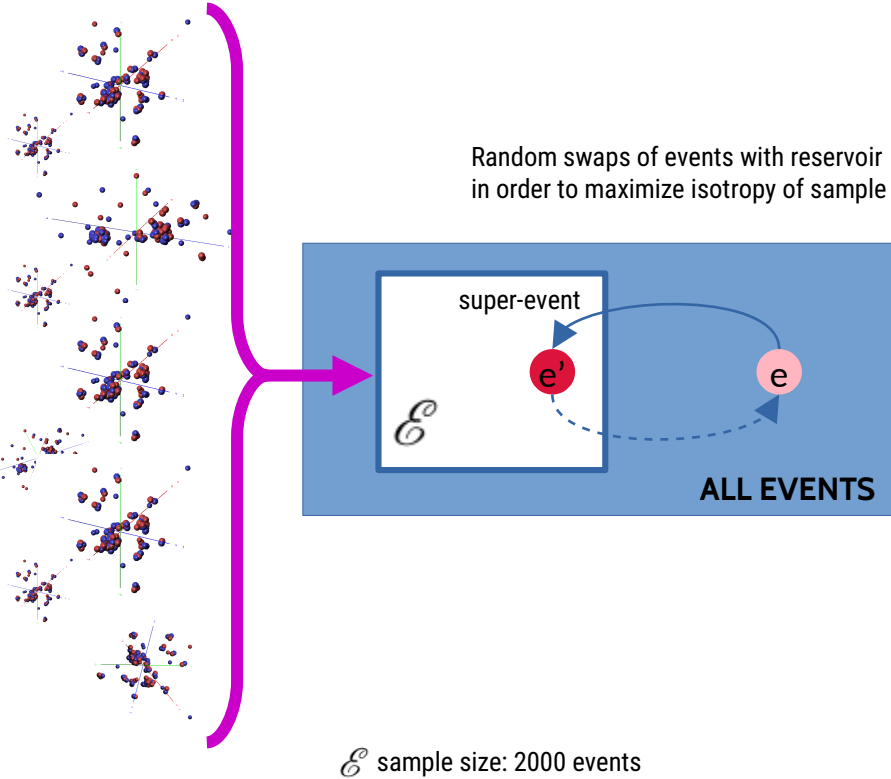 Random swaps of events with reservoir
in order to maximize isotropy of sample
super-event
e’ e
ℰ
ALL EVENTS
ℰ sample size: 2000 events